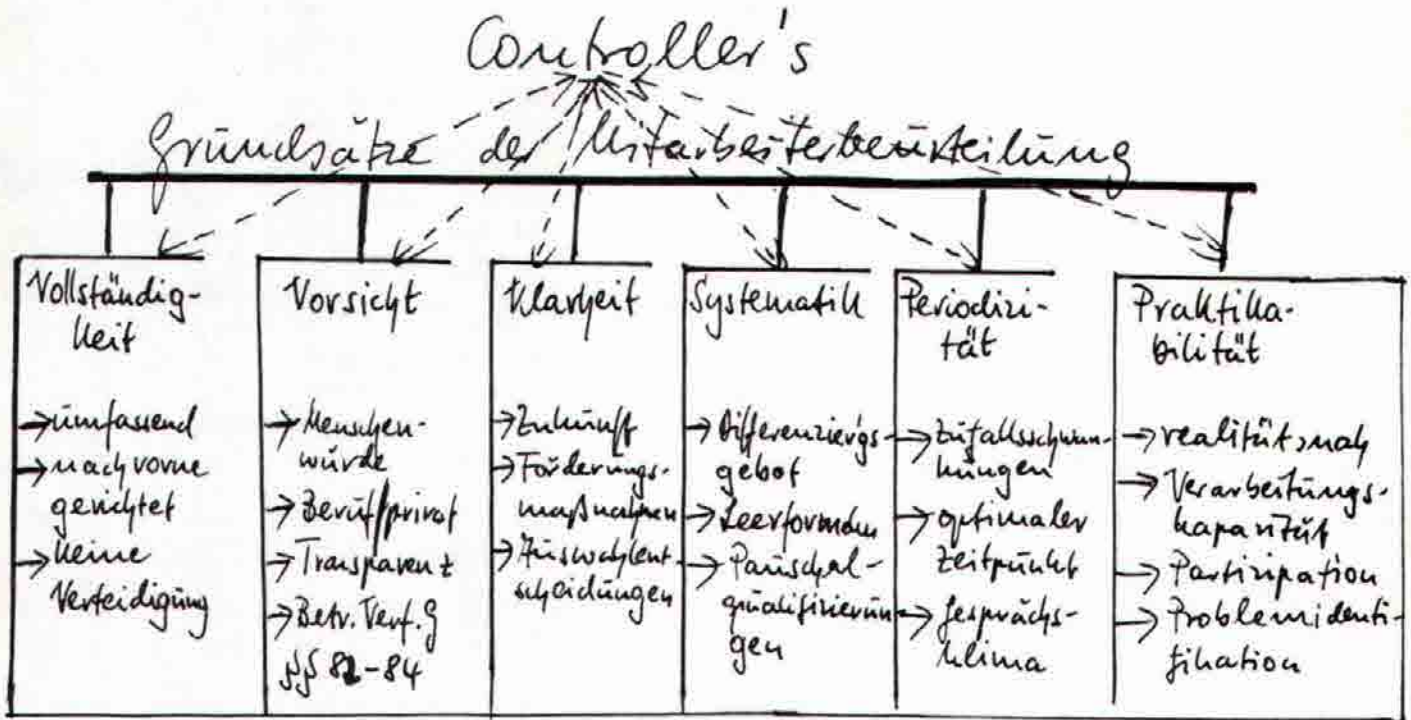 Controller's
Grundsätze der Mitarbeiterbeurteilung
Vollständig-
keit
→ umfassend
→ nach vorne
gerichtet
→ keine
Verteidigung
Vorsicht
→ Menschen-
würde
→ Beruf/privat
→ Transparenz
→ Betr. Verf. G
§§ 82-84
Klarheit
→ Zukunft
→ Förderungs-
maßnahmen
→ Auswahlent-
scheidungen
Systematik
→ Differenzier'gs-
gebot
→ Leerformeln
→ Pauschal-
qualifizierun-
gen
Periodizi-
tät
→ Zufallsschwan-
kungen
→ optimaler
Zeitpunkt
→ Gesprächs-
klima
Praktika-
bilität
→ realitätsnah
→ Verarbeitungs-
kapazität
→ Partizipation
→ Problemidenti-
fikation